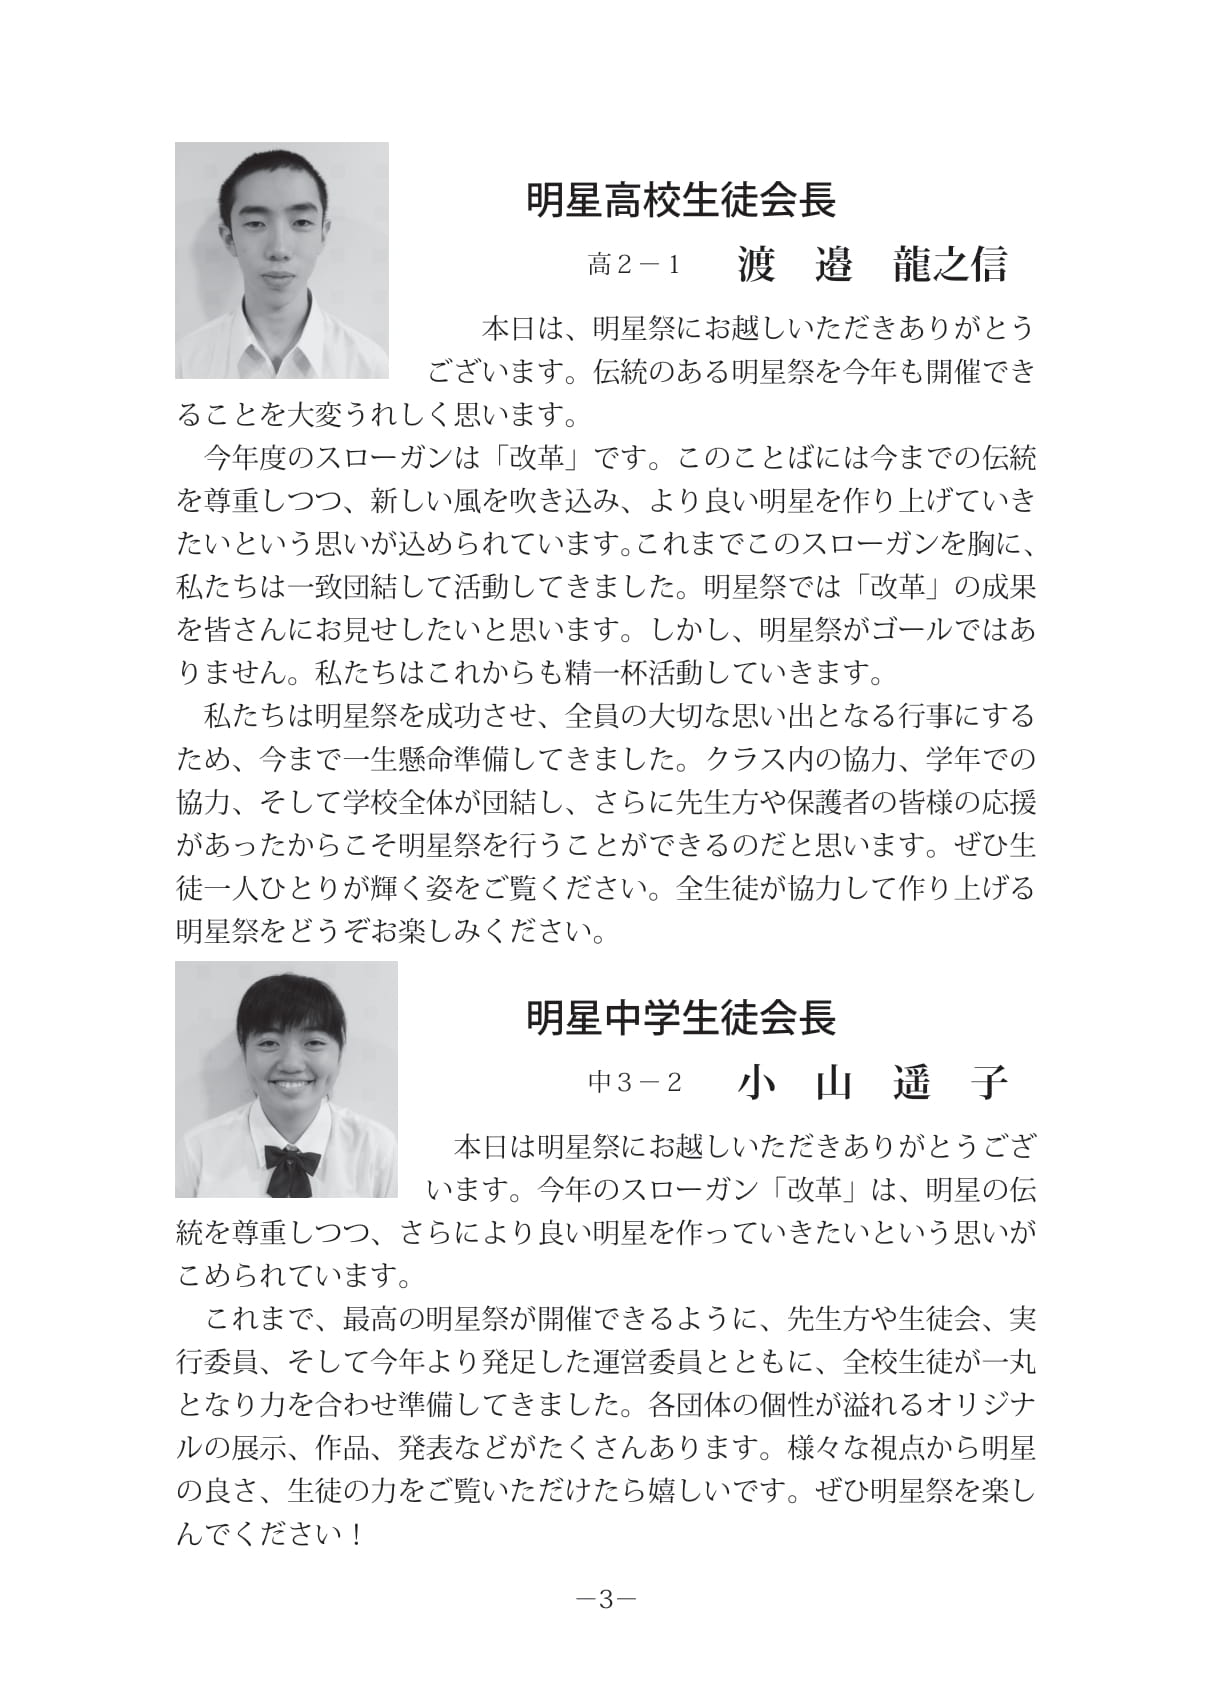 明星高校生徒会長
高２－１　渡　邉　龍之信
本日は、明星祭にお越しいただきありがとう
ございます。伝統のある明星祭を今年も開催でき
ることを大変うれしく思います。
今年度のスローガンは「改革」です。このことばには今までの伝統
を尊重しつつ、新しい風を吹き込み、より良い明星を作り上げていき
たいという思いが込められています。これまでこのスローガンを胸に、
私たちは一致団結して活動してきました。明星祭では「改革」の成果
を皆さんにお見せしたいと思います。しかし、明星祭がゴールではあ
りません。私たちはこれからも精一杯活動していきます。
私たちは明星祭を成功させ、全員の大切な思い出となる行事にする
ため、今まで一生懸命準備してきました。クラス内の協力、学年での
協力、そして学校全体が団結し、さらに先生方や保護者の皆様の応援
があったからこそ明星祭を行うことができるのだと思います。ぜひ生
徒一人ひとりが輝く姿をご覧ください。全生徒が協力して作り上げる
明星祭をどうぞお楽しみください。
明星中学生徒会長
中３－２　小　山　遥　子
本日は明星祭にお越しいただきありがとうござ
います。今年のスローガン「改革」は、明星の伝
統を尊重しつつ、さらにより良い明星を作っていきたいという思いが
こめられています。
これまで、最高の明星祭が開催できるように、先生方や生徒会、実
行委員、そして今年より発足した運営委員とともに、全校生徒が一丸
となり力を合わせ準備してきました。各団体の個性が溢れるオリジナ
ルの展示、作品、発表などがたくさんあります。様々な視点から明星
の良さ、生徒の力をご覧いただけたら嬉しいです。ぜひ明星祭を楽し
んでください！
－3－